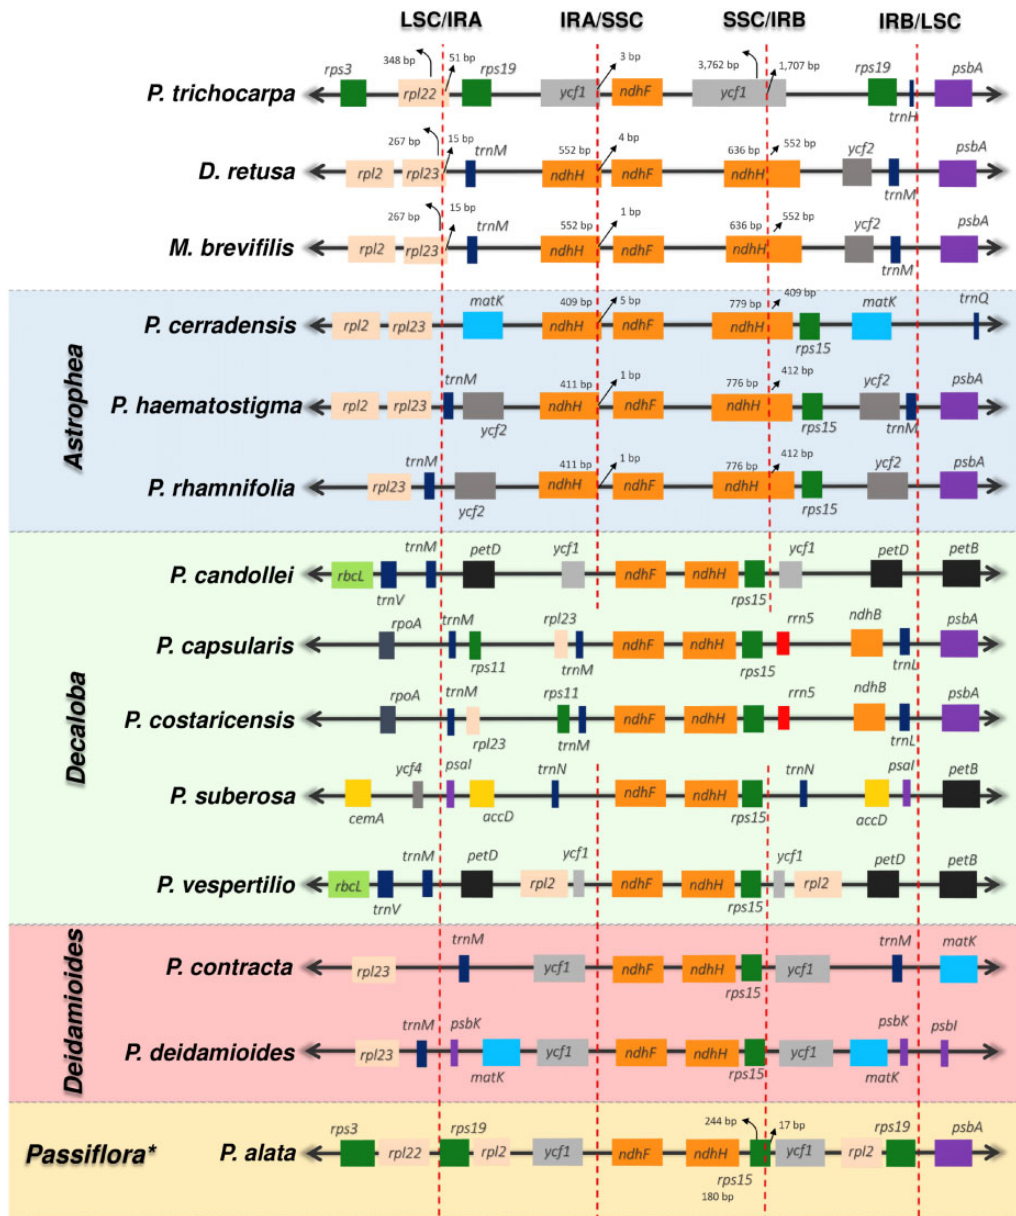 LSC/IRA IRA/SSC SSC/IRB IRB/LSC
348 bp 51 bp 3 bp 3,762 bp 1,707 bp
rps3 rps19 rps19 psbA
P. trichocarpa rpl22 ycf1 ndhF ycf1
trnH
267 bp 15 bp trnM 552 bp 4 bp 636 bp 552 bp ycf2 psbA
D. retusa rpl2 rpl23 ndhH ndhF ndhH
trnM
267 bp 15 bp trnM 552 bp 1 bp 636 bp 552 bp ycf2 psbA
M. brevifilis rpl2 rpl23 ndhH ndhF ndhH
trnM
Astrophea
matK 409 bp 5 bp 779 bp 409 bp matK trnQ
P. cerradensis rpl2 rpl23 ndhH ndhF ndhH
rps15
trnM 411 bp 1 bp 776 bp 412 bp ycf2 psbA
P. haematostigma rpl2 rpl23 ndhH ndhF ndhH
ycf2 rps15 trnM
trnM 411 bp 1 bp 776 bp 412 bp ycf2 psbA
P. rhamnifolia rpl23 ndhH ndhF ndhH
ycf2 rps15
Decaloba
trnM petD ycf1 ycf1 petD petB
P. candollei rbcL ndhF ndhH
trnV rps15
rpoA trnM rpl23 rrn5 ndhB psbA
P. capsularis ndhF ndhH
rps11 trnM rps15 trnL
rpoA trnM rps11 rrn5 ndhB psbA
P. costaricensis ndhF ndhH
rpl23 trnM rps15 trnL
ycf4 psaI trnN trnN psaI petB
P. suberosa ndhF ndhH
cemA accD rps15 accD
trnM petD ycf1 ycf1 petD petB
P. vespertilio rbcL rpl2 ndhF ndhH rpl2
trnV rps15
Deidamioides
trnM trnM matK
P. contracta rpl23 ycf1 ndhF ndhH ycf1
rps15
trnM psbK psbK psbI
P. deidamioides rpl23 ycf1 ndhF ndhH ycf1
matK rps15 matK
rps3 rps19 244 bp 17 bp rps19 psbA
Passiflora* P. alata rpl22 rpl2 ycf1 ndhF ndhH ycf1 rpl2
rps15
180 bp